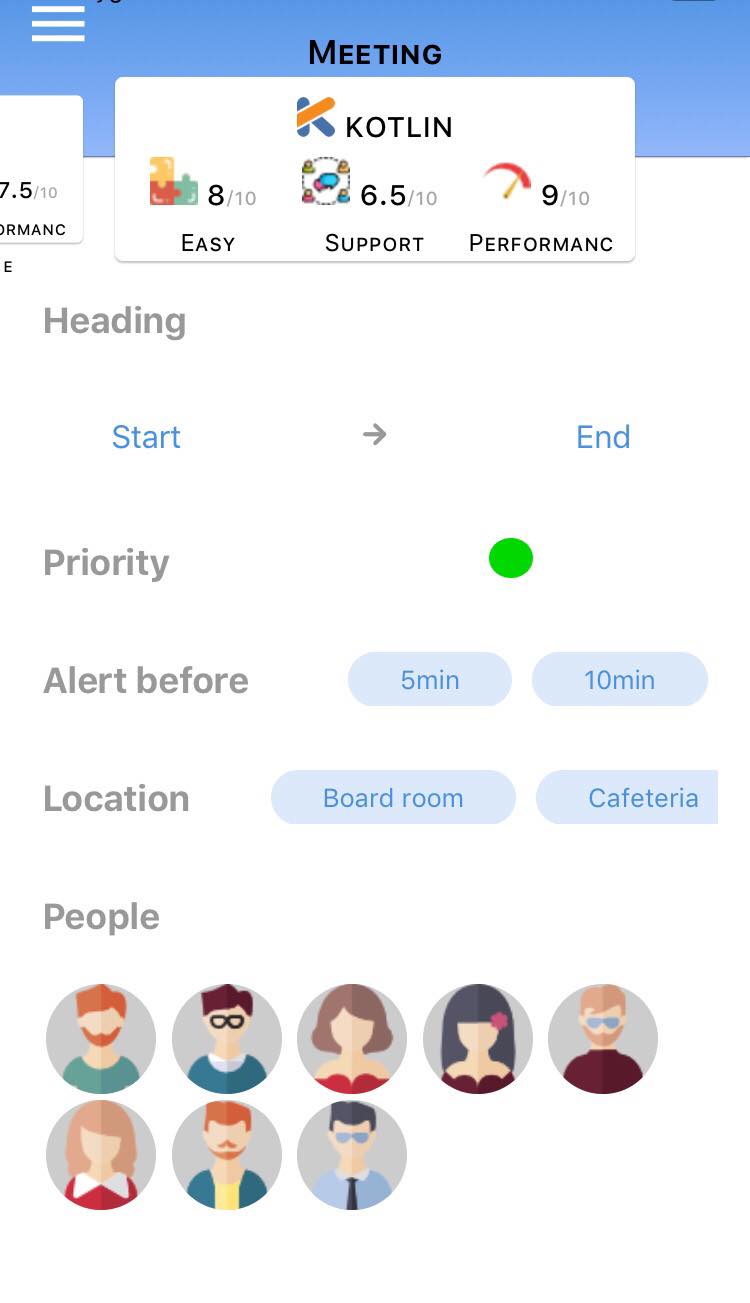 MEETING
KOTLIN
7.5/10
8/10 6.5/10 9/10
EASY SUPPORT PERFORMANC
ORMANC
E
Heading
Start → End
Priority
Alert before 5min 10min
Location Board room Cafeteria
People